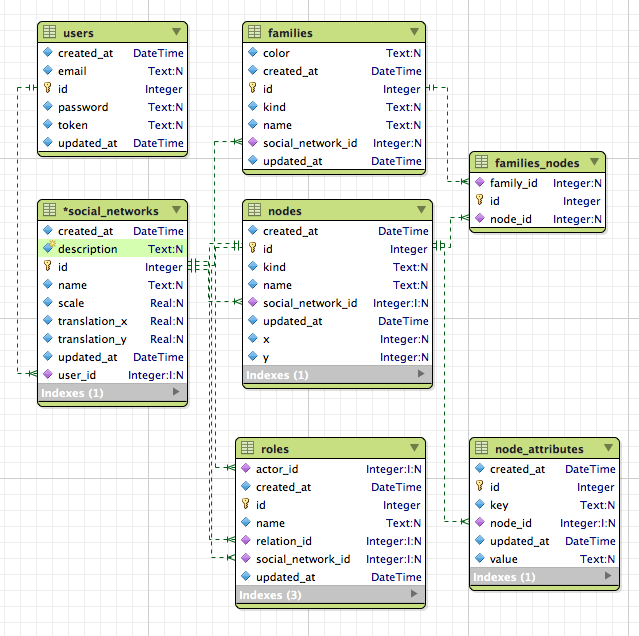 users
created_at DateTime
email Text:N
id Integer
password Text:N
token Text:N
updated_at DateTime
families
color Text:N
created_at DateTime
id Integer
kind Text:N
name Text:N
social_network_id Integer:N
updated_at DateTime
families_nodes
family_id Integer:N
id Integer
node_id Integer:N
*social_networks
created_at DateTime
description Text:N
id Integer
name Text:N
scale Real:N
translation_x Real:N
translation_y Real:N
updated_at DateTime
user_id Integer:I:N
Indexes (1)
nodes
created_at DateTime
id Integer
kind Text:N
name Text:N
social_network_id Integer:I:N
updated_at DateTime
x Integer:N
y Integer:N
Indexes (1)
roles
actor_id Integer:I:N
created_at DateTime
id Integer
name Text:N
relation_id Integer:I:N
social_network_id Integer:I:N
updated_at DateTime
Indexes (3)
node_attributes
created_at DateTime
id Integer
key Text:N
node_id Integer:I:N
updated_at DateTime
value Text:N
Indexes (1)